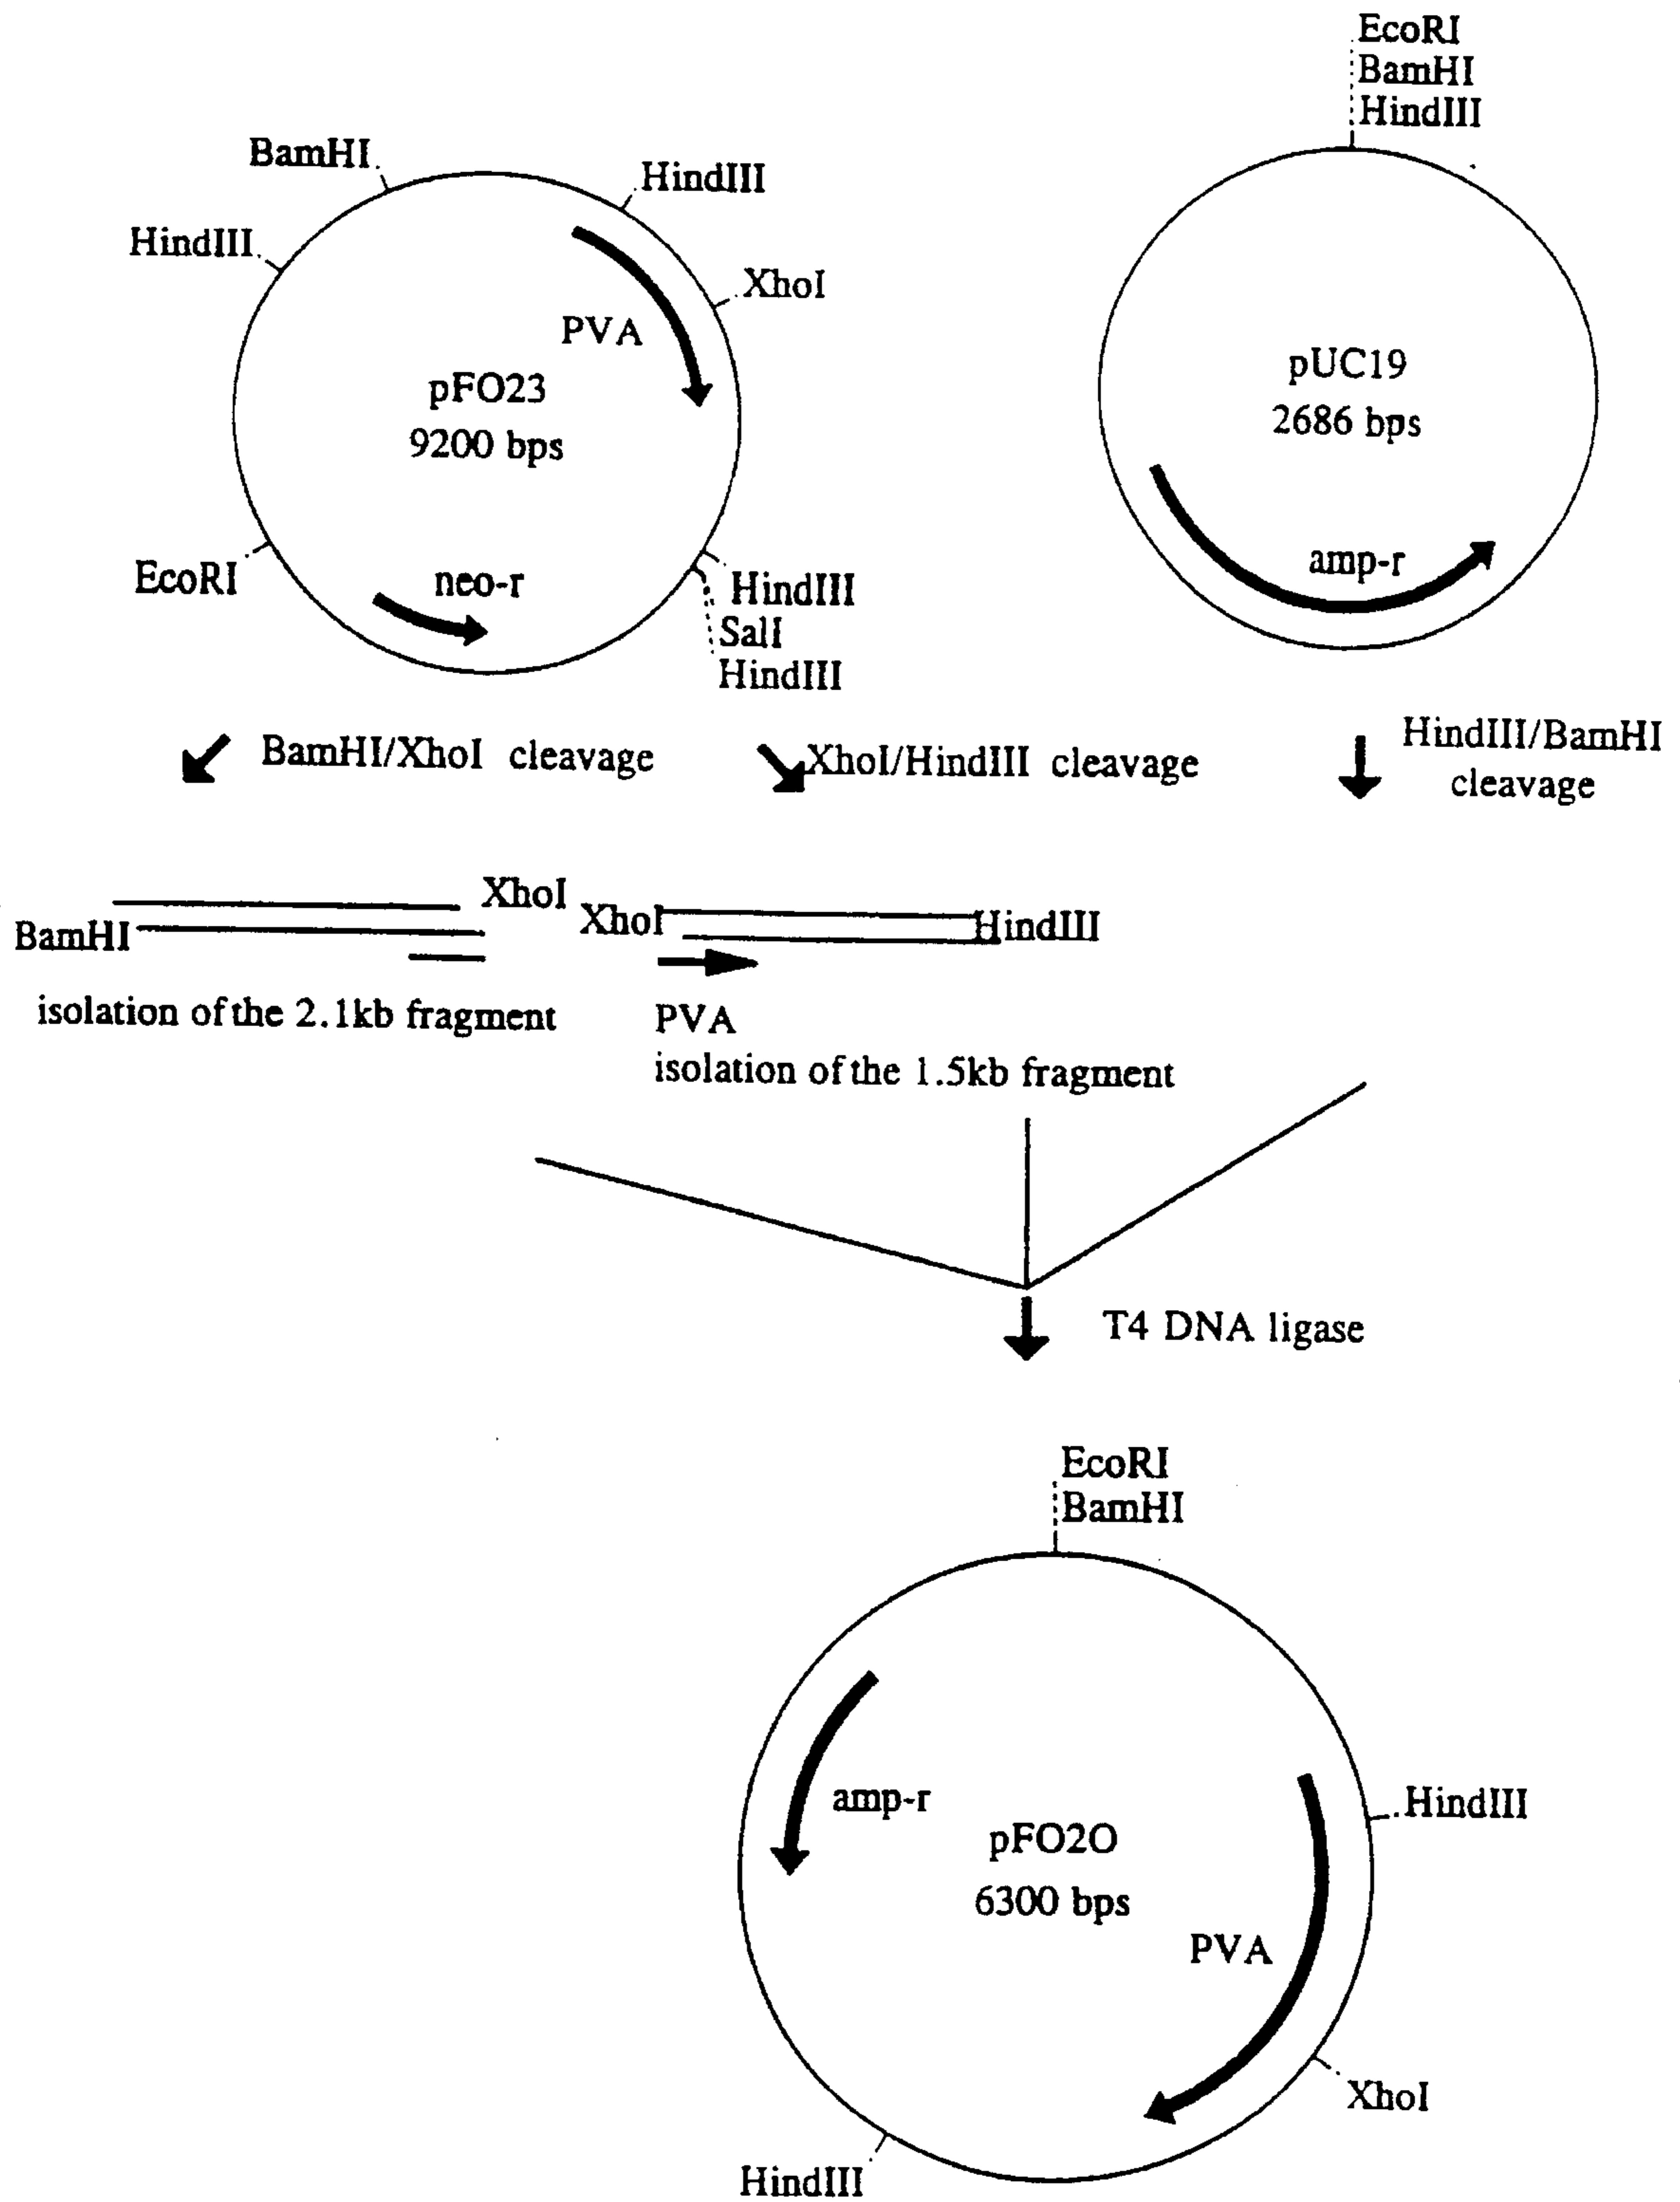 EcoRI
BamHI
HindIII
BamHI
HindIII
HindIII
XhoI
PVA
pFO23
9200 bps
EcoRI
neo-r
HindIII
SalI
HindIII
pUC19
2686 bps
amp-r
BamHI/XhoI cleavage
XhoI/HindIII cleavage
HindIII/BamHI
cleavage
XhoI
BamHI
XhoI
HindIII
isolation of the 2.1kb fragment
PVA
isolation of the 1.5kb fragment
T4 DNA ligase
EcoRI
BamHI
amp-r
HindIII
pFO2O
6300 bps
PVA
XhoI
HindIII